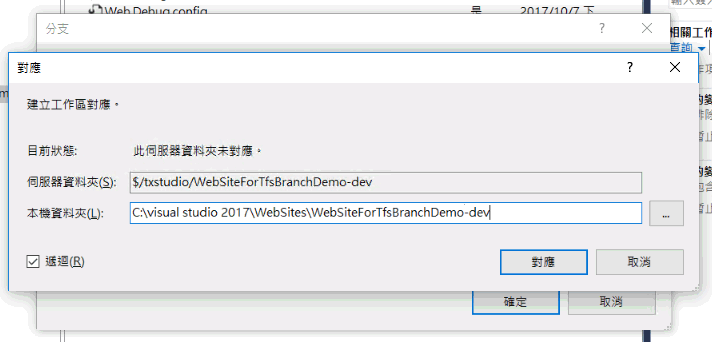 Web.Debug.config
是
2017/10/7 下
分支
?
相關工作
查詢
對應
?
建立工作區對應。
目前狀態:
此伺服器資料夾未對應。
伺服器資料夾(S):
$/txstudio/WebSiteForTfsBranchDemo-dev
本機資料夾(L):
C:\visual studio 2017\WebSites\WebSiteForTfsBranchDemo-dev
...
遞迴(R)
對應
取消
確定
取消